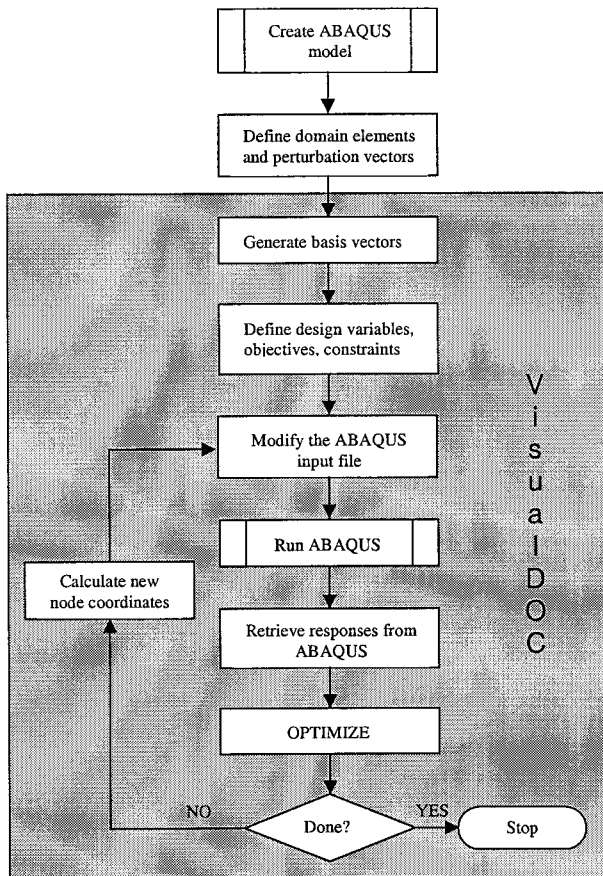 Create ABAQUS
model
Define domain elements
and perturbation vectors
Generate basis vectors
Define design variables,
objectives, constraints
Modify the ABAQUS
input file
Run ABAQUS
Calculate new
node coordinates
Retrieve responses from
ABAQUS
OPTIMIZE
NO
Done?
YES
Stop
VisualDOC